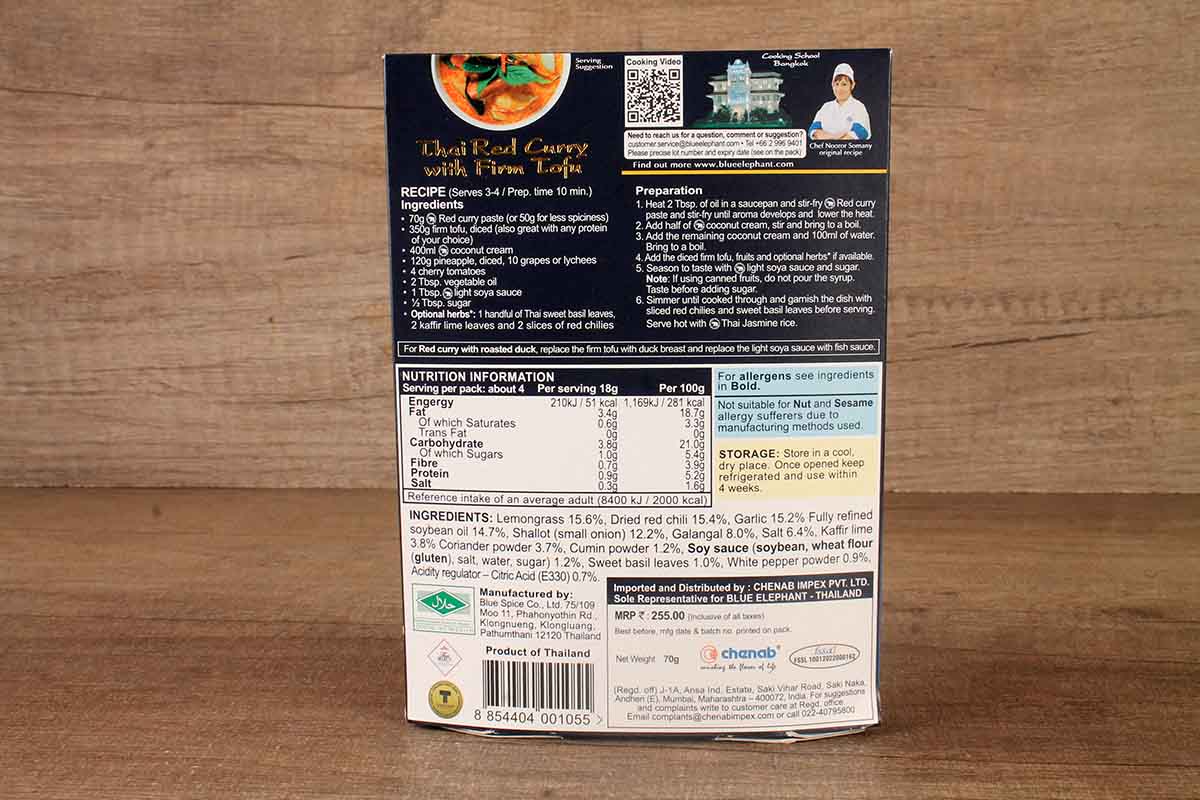 Serving
Suggestion
Cooking Video
Cooking School
Bangkok
Need to reach us for a question, comment or suggestion?
customer.service@blueelephant.com • Tel +66 2 996 9401
Please precise lot number and expiry date (see on the pack)
Find out more www.blueelephant.com
Chef Nooror Somany
original recipe
Thai Red Curry
with Firm Tofu
RECIPE (Serves 3-4 / Prep. time 10 min.)
Ingredients
• 70g Red curry paste (or 50g for less spiciness)
• 350g firm tofu, diced (also great with any protein
of your choice)
• 400ml coconut cream
• 120g pineapple, diced, 10 grapes or lychees
• 4 cherry tomatoes
• 2 Tbsp. vegetable oil
• 1 Tbsp. light soya sauce
• ½ Tbsp. sugar
• Optional herbs*: 1 handful of Thai sweet basil leaves,
2 kaffir lime leaves and 2 slices of red chilies
Preparation
1. Heat 2 Tbsp. of oil in a saucepan and stir-fry Red curry
paste and stir-fry until aroma develops and lower the heat.
2. Add half of coconut cream, stir and bring to a boil.
3. Add the remaining coconut cream and 100ml of water.
Bring to a boil.
4. Add the diced firm tofu, fruits and optional herbs* if available.
5. Season to taste with light soya sauce and sugar.
Note: If using canned fruits, do not pour the syrup.
Taste before adding sugar.
6. Simmer until cooked through and garnish the dish with
sliced red chilies and sweet basil leaves before serving.
Serve hot with Thai Jasmine rice.
For Red curry with roasted duck, replace the firm tofu with duck breast and replace the light soya sauce with fish sauce.
NUTRITION INFORMATION
Serving per pack: about 4 Per serving 18g Per 100g
Engergy 210kJ / 51 kcal 1,169kJ / 281 kcal
Fat 3.4g 18.7g
Of which Saturates 0.6g 3.3g
Trans Fat 0g 0g
Carbohydrate 3.8g 21.0g
Of which Sugars 1.0g 5.4g
Fibre 0.7g 3.9g
Protein 0.9g 5.2g
Salt 0.3g 1.6g
Reference intake of an average adult (8400 kJ / 2000 kcal)
For allergens see ingredients
in Bold.
Not suitable for Nut and Sesame
allergy sufferers due to
manufacturing methods used.
STORAGE: Store in a cool,
dry place. Once opened keep
refrigerated and use within
4 weeks.
INGREDIENTS: Lemongrass 15.6%, Dried red chili 15.4%, Garlic 15.2% Fully refined
soybean oil 14.7%, Shallot (small onion) 12.2%, Galangal 8.0%, Salt 6.4%, Kaffir lime
3.8% Coriander powder 3.7%, Cumin powder 1.2%, Soy sauce (soybean, wheat flour
(gluten), salt, water, sugar) 1.2%, Sweet basil leaves 1.0%, White pepper powder 0.9%,
Acidity regulator – Citric Acid (E330) 0.7%.
حلال
Manufactured by:
Blue Spice Co., Ltd. 75/109
Moo 11, Phahonyothin Rd.,
Klongnueng, Klongluang,
Pathumthani 12120 Thailand
Product of Thailand
8 854404 001055 >
Imported and Distributed by : CHENAB IMPEX PVT. LTD.
Sole Representative for BLUE ELEPHANT - THAILAND
MRP ₹ : 255.00 (Inclusive of all taxes)
Best before, mfg date & batch no. printed on pack.
Net Weight 70g
chenab
enriching the flavor of life
fssai
FSSL 10012022000162
(Regd. off) J-1A, Ansa Ind. Estate, Saki Vihar Road, Saki Naka,
Andheri (E), Mumbai, Maharashtra – 400072, India. For suggestions
and complaints write to customer care at Regd. office
Email complaints@chenabimpex.com or call 022-40795800